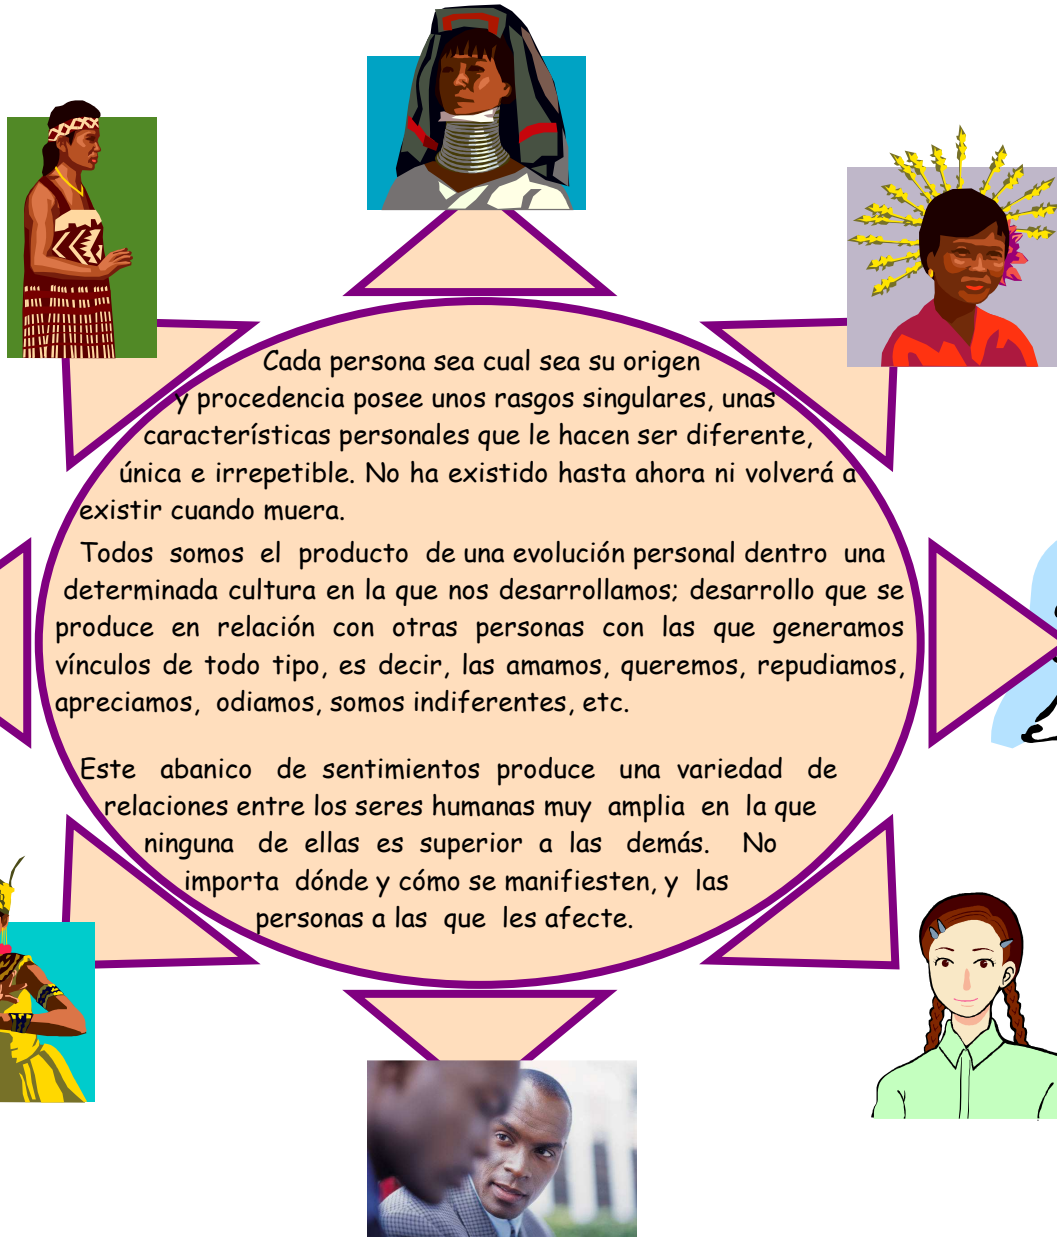 Cada persona sea cual sea su origen
y procedencia posee unos rasgos singulares, unas
características personales que le hacen ser diferente,
única e irrepetible. No ha existido hasta ahora ni volverá a
existir cuando muera.
Todos somos el producto de una evolución personal dentro una
determinada cultura en la que nos desarrollamos; desarrollo que se
produce en relación con otras personas con las que generamos
vínculos de todo tipo, es decir, las amamos, queremos, repudiamos,
apreciamos, odiamos, somos indiferentes, etc.
Este abanico de sentimientos produce una variedad de
relaciones entre los seres humanas muy amplia en la que
ninguna de ellas es superior a las demás. No
importa dónde y cómo se manifiesten, y las
personas a las que les afecte.